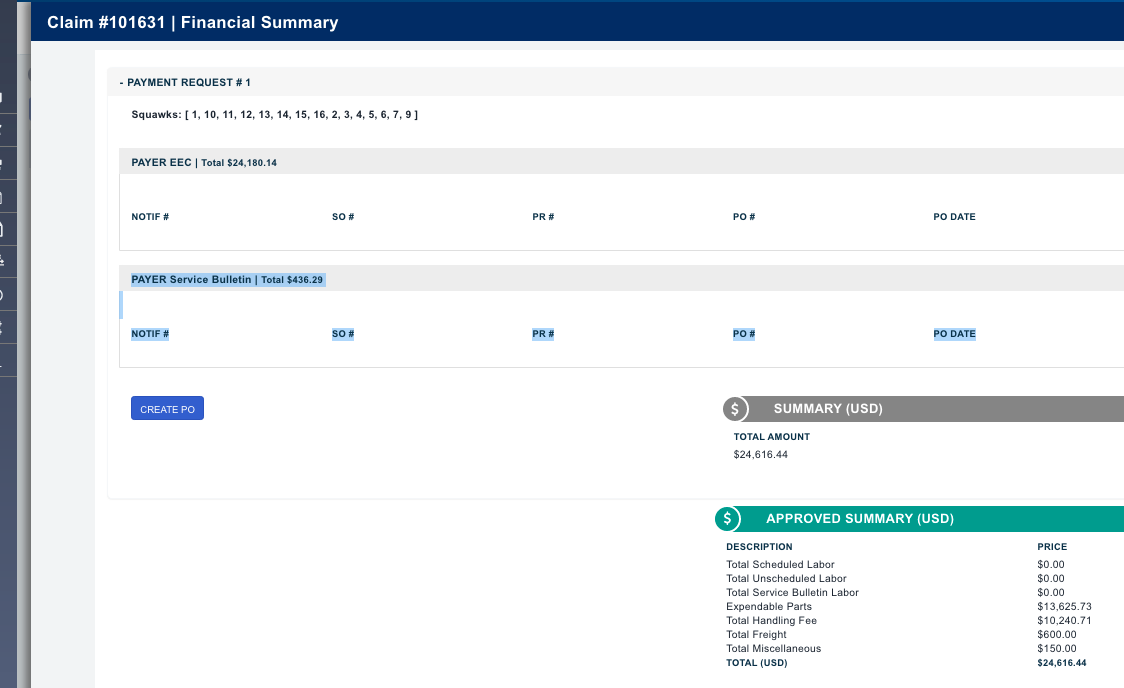 Claim #101631 | Financial Summary
- PAYMENT REQUEST # 1
Squawks: [ 1, 10, 11, 12, 13, 14, 15, 16, 2, 3, 4, 5, 6, 7, 9 ]
PAYER EEC | Total $24,180.14
NOTIF # SO # PR # PO # PO DATE
PAYER Service Bulletin | Total $436.29
NOTIF # SO # PR # PO # PO DATE
CREATE PO
$ SUMMARY (USD)
TOTAL AMOUNT
$24,616.44
$ APPROVED SUMMARY (USD)
DESCRIPTION PRICE
Total Scheduled Labor $0.00
Total Unscheduled Labor $0.00
Total Service Bulletin Labor $0.00
Expendable Parts $13,625.73
Total Handling Fee $10,240.71
Total Freight $600.00
Total Miscellaneous $150.00
TOTAL (USD) $24,616.44